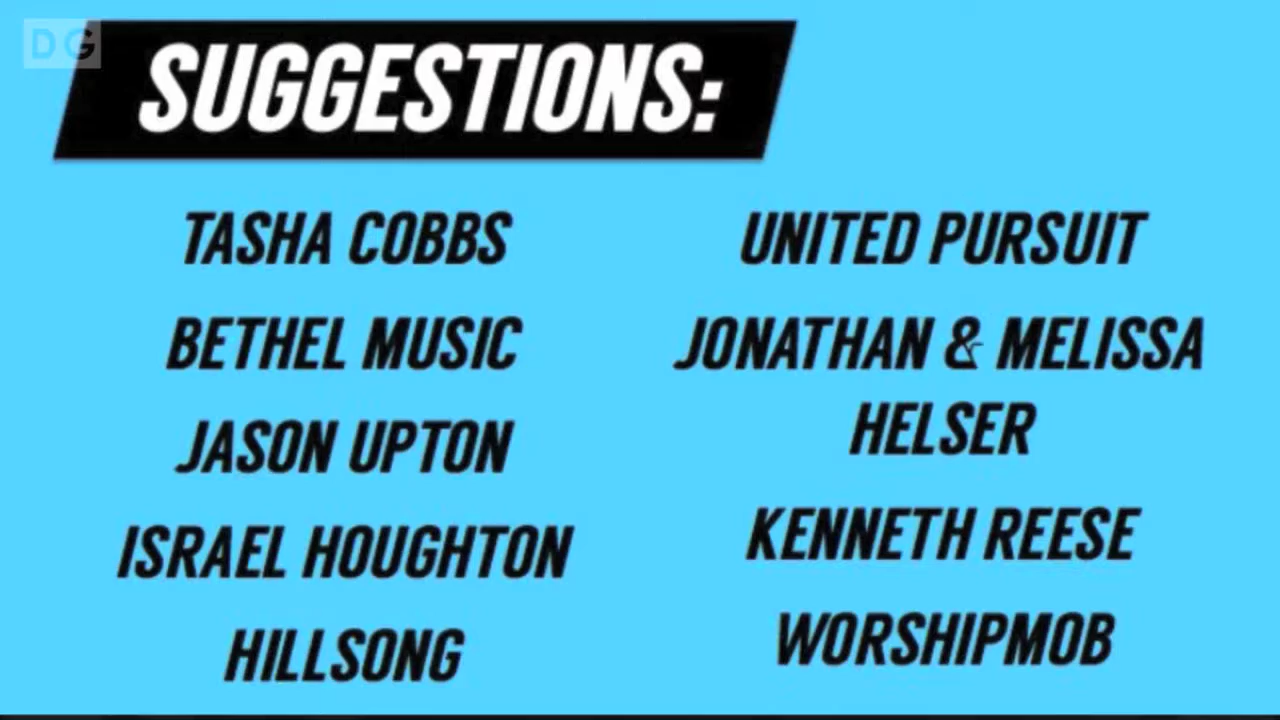 DG
SUGGESTIONS:
TASHA COBBS
BETHEL MUSIC
JASON UPTON
ISRAEL HOUGHTON
HILLSONG
UNITED PURSUIT
JONATHAN & MELISSA
HELSER
KENNETH REESE
WORSHIPMOB